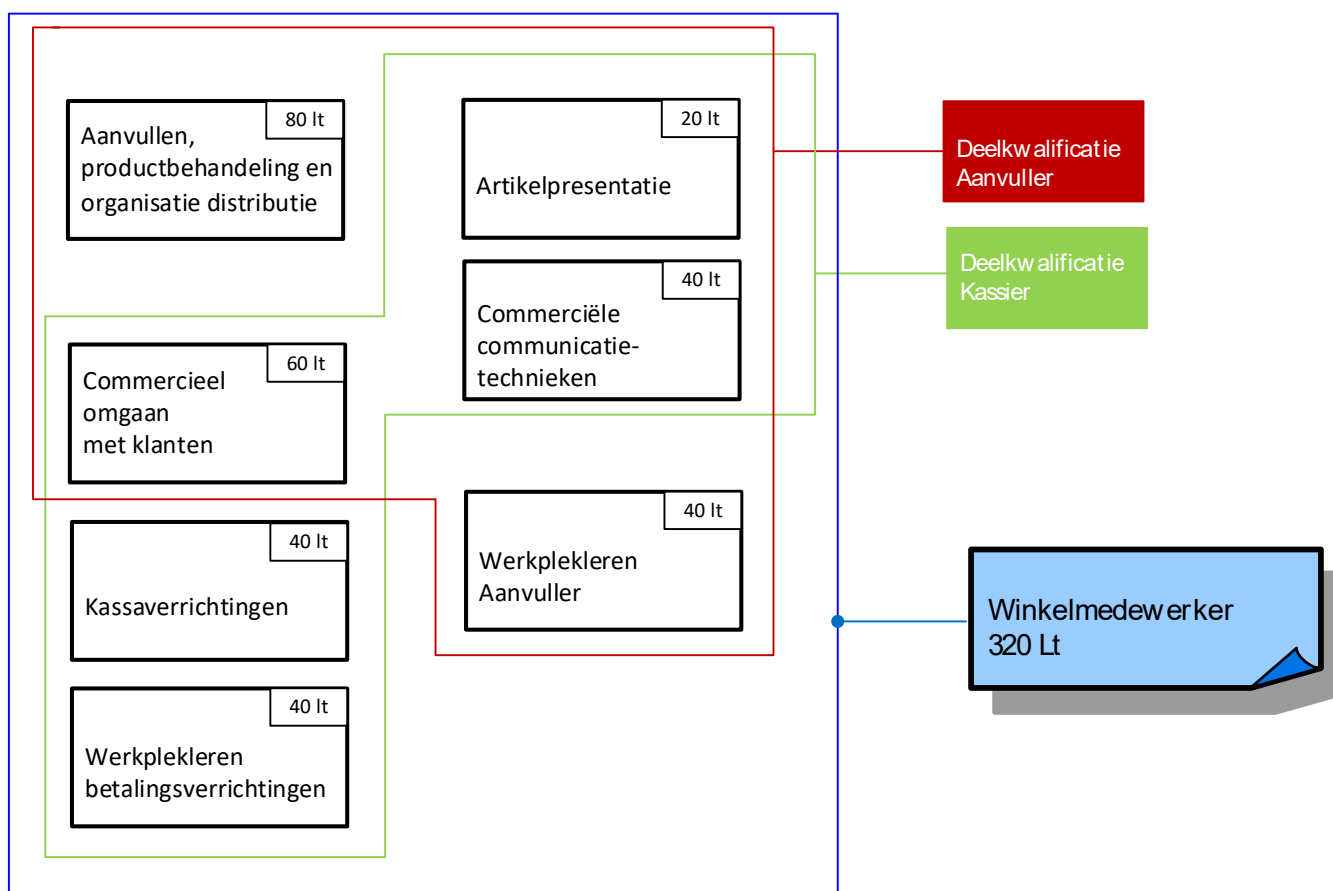 80 lt
Aanvullen,
productbehandeling en
organisatie distributie
20 lt
Artikelpresentatie
Deelkwalificatie
Aanvuller
Deelkwalificatie
Kassier
40 lt
Commerciële
communicatie-
technieken
60 lt
Commercieel
omgaan
met klanten
40 lt
Werkplekleren
Aanvuller
40 lt
Kassaverrichtingen
Winkelmedewerker
320 Lt
40 lt
Werkplekleren
betalingsverrichtingen